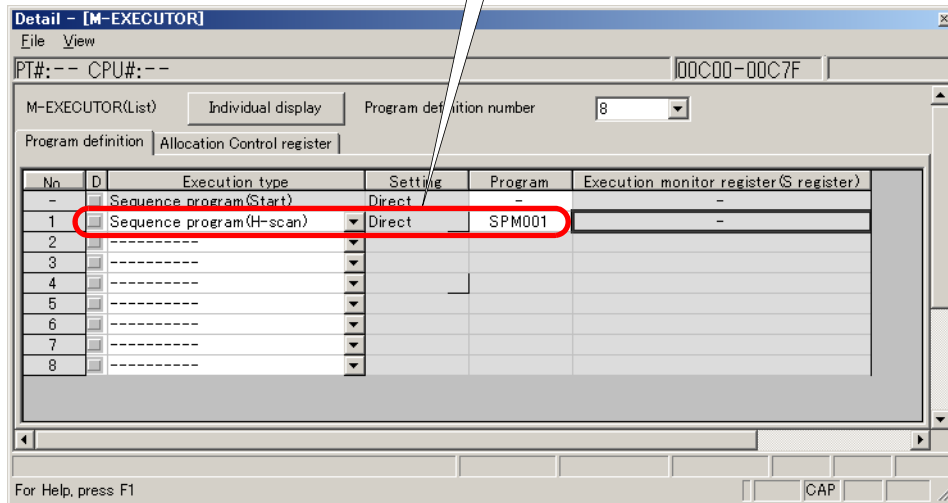 Detail - [M-EXECUTOR]
File View
PT#:-- CPU#:-- 00C00-00C7F
M-EXECUTOR(List) Individual display Program definition number 8
Program definition Allocation Control register
No D Execution type Setting Program Execution monitor register(S register)
- Sequence program(Start) Direct - -
1 Sequence program(H-scan) Direct SPM001 -
2 ----------
3 ----------
4 ----------
5 ----------
6 ----------
7 ----------
8 ----------
For Help, press F1 CAP